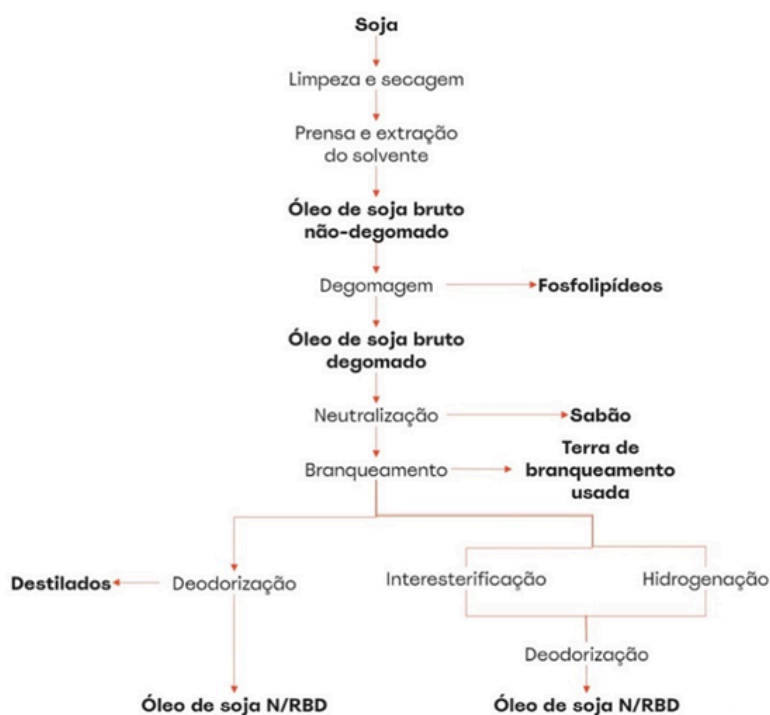 Soja
Limpeza e secagem
Prensa e extração
do solvente
Óleo de soja bruto
não-degomado
Degomagem
Fosfolipídeos
Óleo de soja bruto
degomado
Neutralização
Sabão
Branqueamento
Terra de
branqueamento
usada
Destilados
Deodorização
Interesterificação
Hidrogenação
Deodorização
Óleo de soja N/RBD
Óleo de soja N/RBD